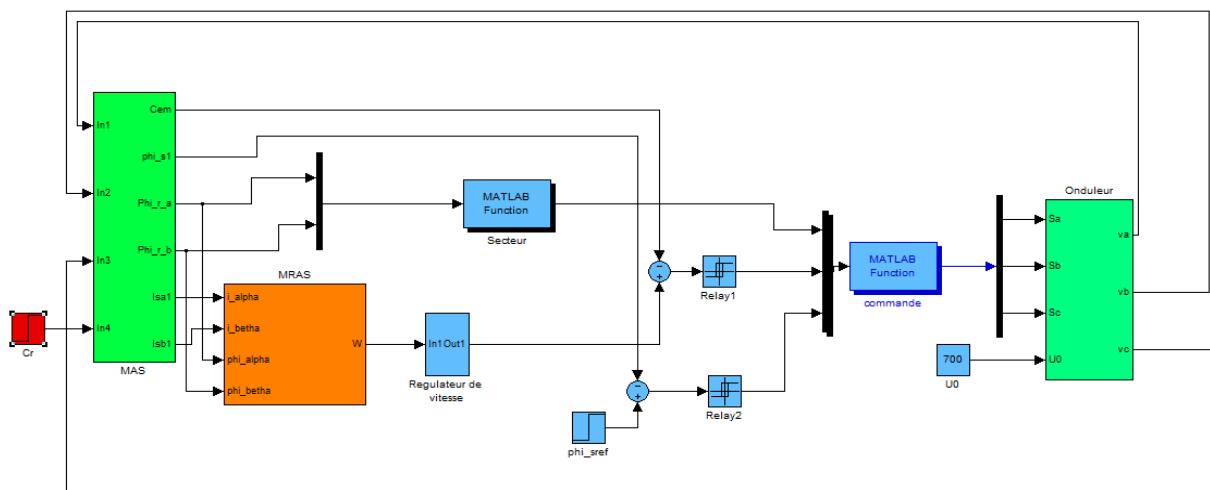 Cem
In1
phi_s1
In2
Phi_r_a
MATLAB
Function
Secteur
Onduleur
Sa
va
Phi_r_b
MATLAB
Function
commande
Sb
In3
MRAS
Relay1
vb
Isa1
i_alpha
Sc
In4
Isb1
i_betha
W
In1
Out1
Cr
MAS
phi_alpha
phi_betha
Regulateur de
vitesse
700
U0
U0
vc
Relay2
phi_sref